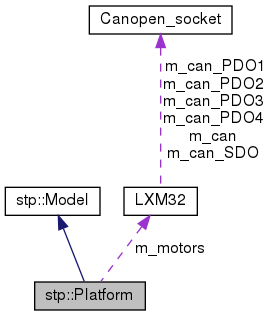 Canopen_socket
m_can_PDO1
m_can_PDO2
m_can_PDO3
m_can_PDO4
m_can
m_can_SDO
stp::Model
LXM32
m_motors
stp::Platform